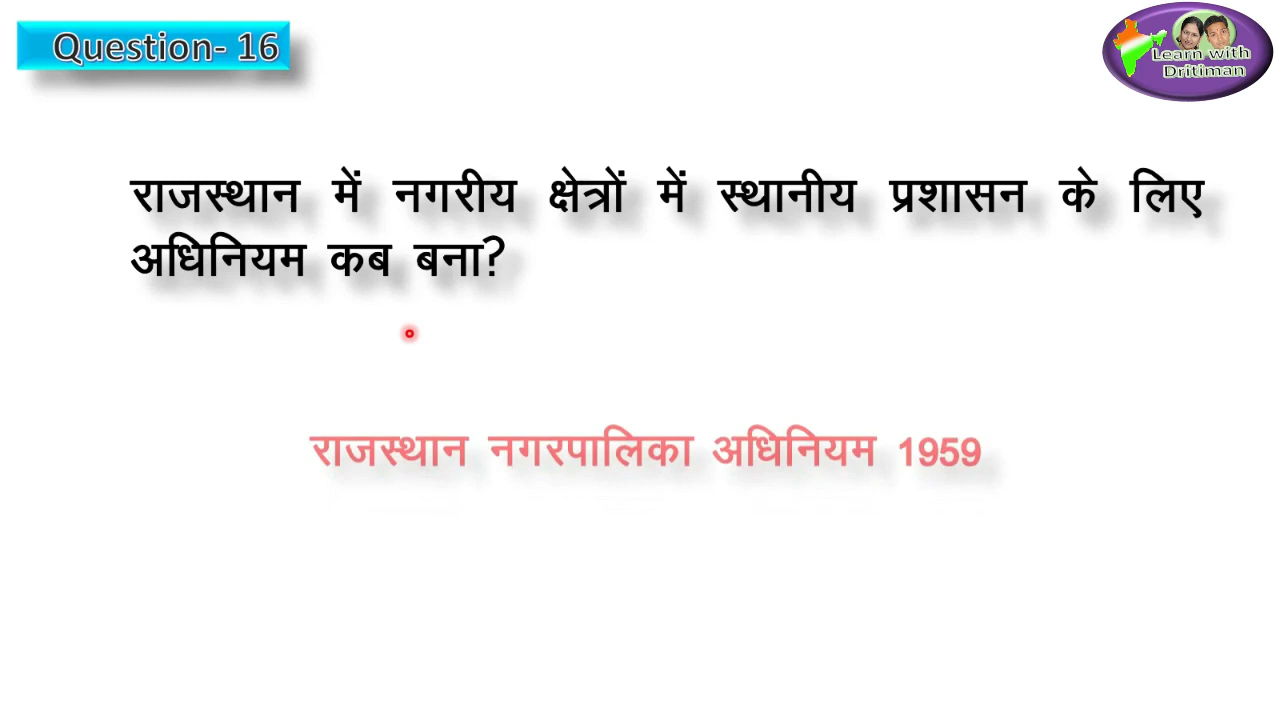 Question- 16
Learn with
Dritiman
राजस्थान में नगरीय क्षेत्रों में स्थानीय प्रशासन के लिए
अधिनियम कब बना?
राजस्थान नगरपालिका अधिनियम 1959